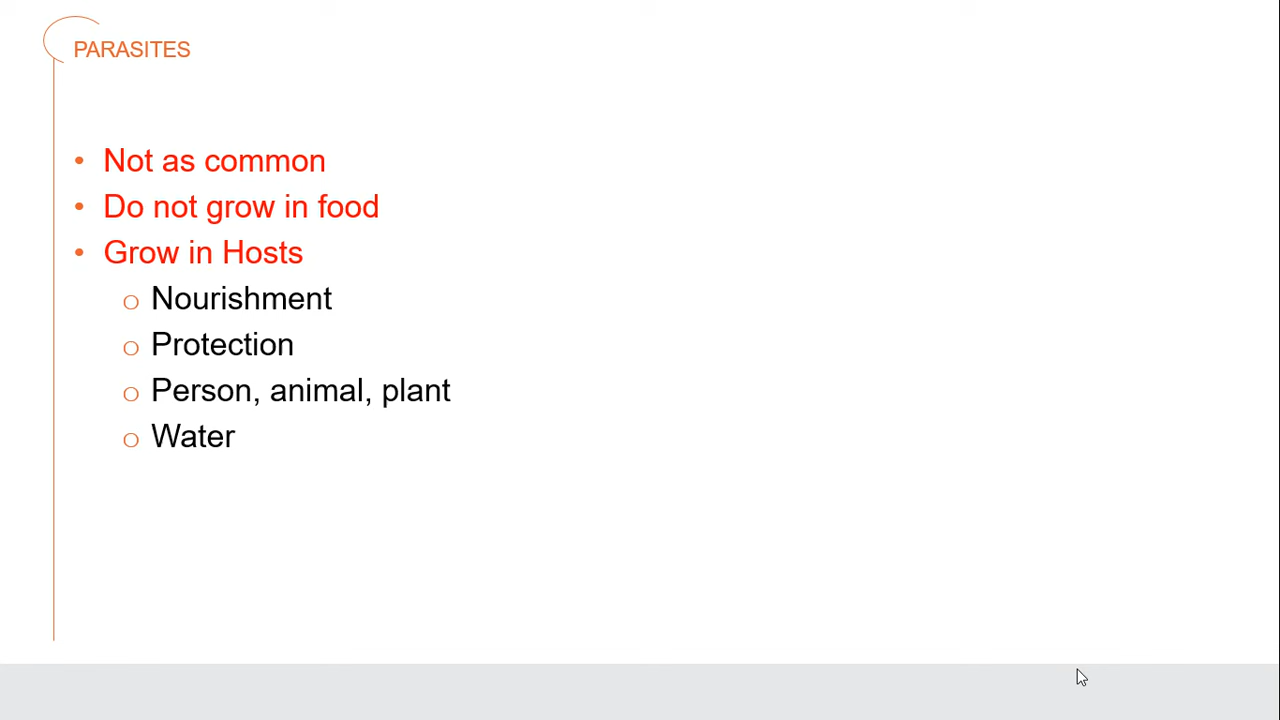 PARASITES
• Not as common
• Do not grow in food
• Grow in Hosts
o Nourishment
o Protection
o Person, animal, plant
o Water